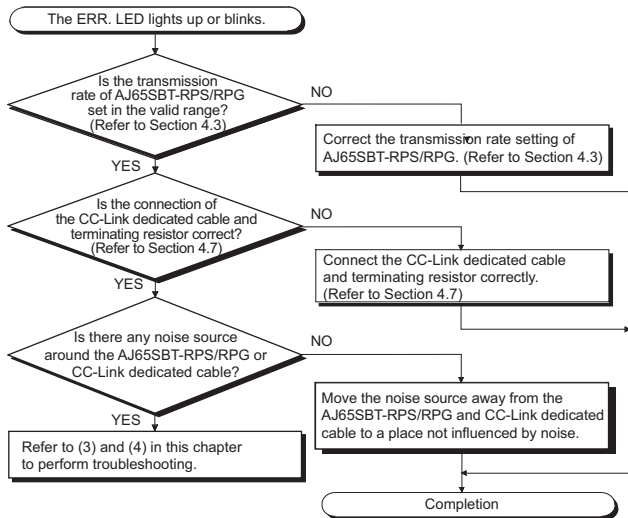 The ERR. LED lights up or blinks.
Is the transmission
rate of AJ65SBT-RPS/RPG
set in the valid range?
(Refer to Section 4.3)
NO
Correct the transmission rate setting of
AJ65SBT-RPS/RPG. (Refer to Section 4.3)
YES
Is the connection of
the CC-Link dedicated cable and
terminating resistor correct?
(Refer to Section 4.7)
NO
Connect the CC-Link dedicated cable
and terminating resistor correctly.
(Refer to Section 4.7)
YES
Is there any noise source
around the AJ65SBT-RPS/RPG or
CC-Link dedicated cable?
NO
Move the noise source away from the
AJ65SBT-RPS/RPG and CC-Link dedicated
cable to a place not influenced by noise.
YES
Refer to (3) and (4) in this chapter
to perform troubleshooting.
Completion